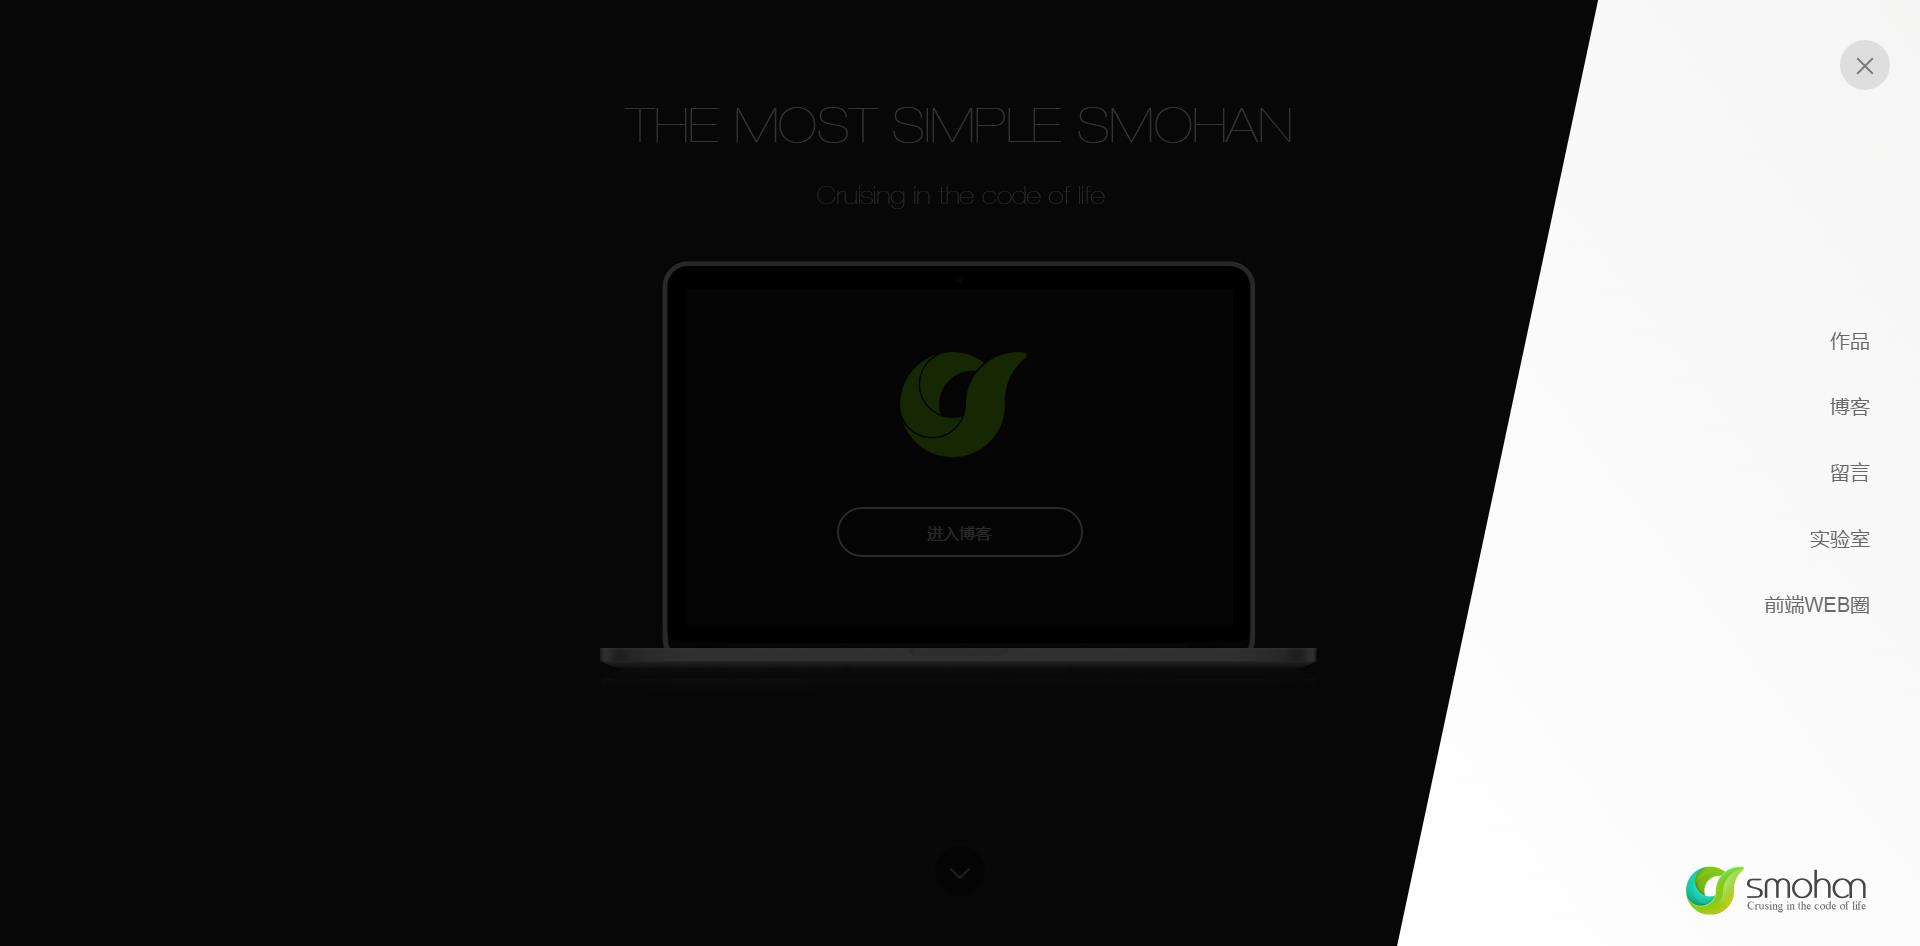 THE MOST SIMPLE SMOHAN
Cruising in the code of life
进入博客
作品
博客
留言
实验室
前端WEB圈
smohan
Crusing in the code of life